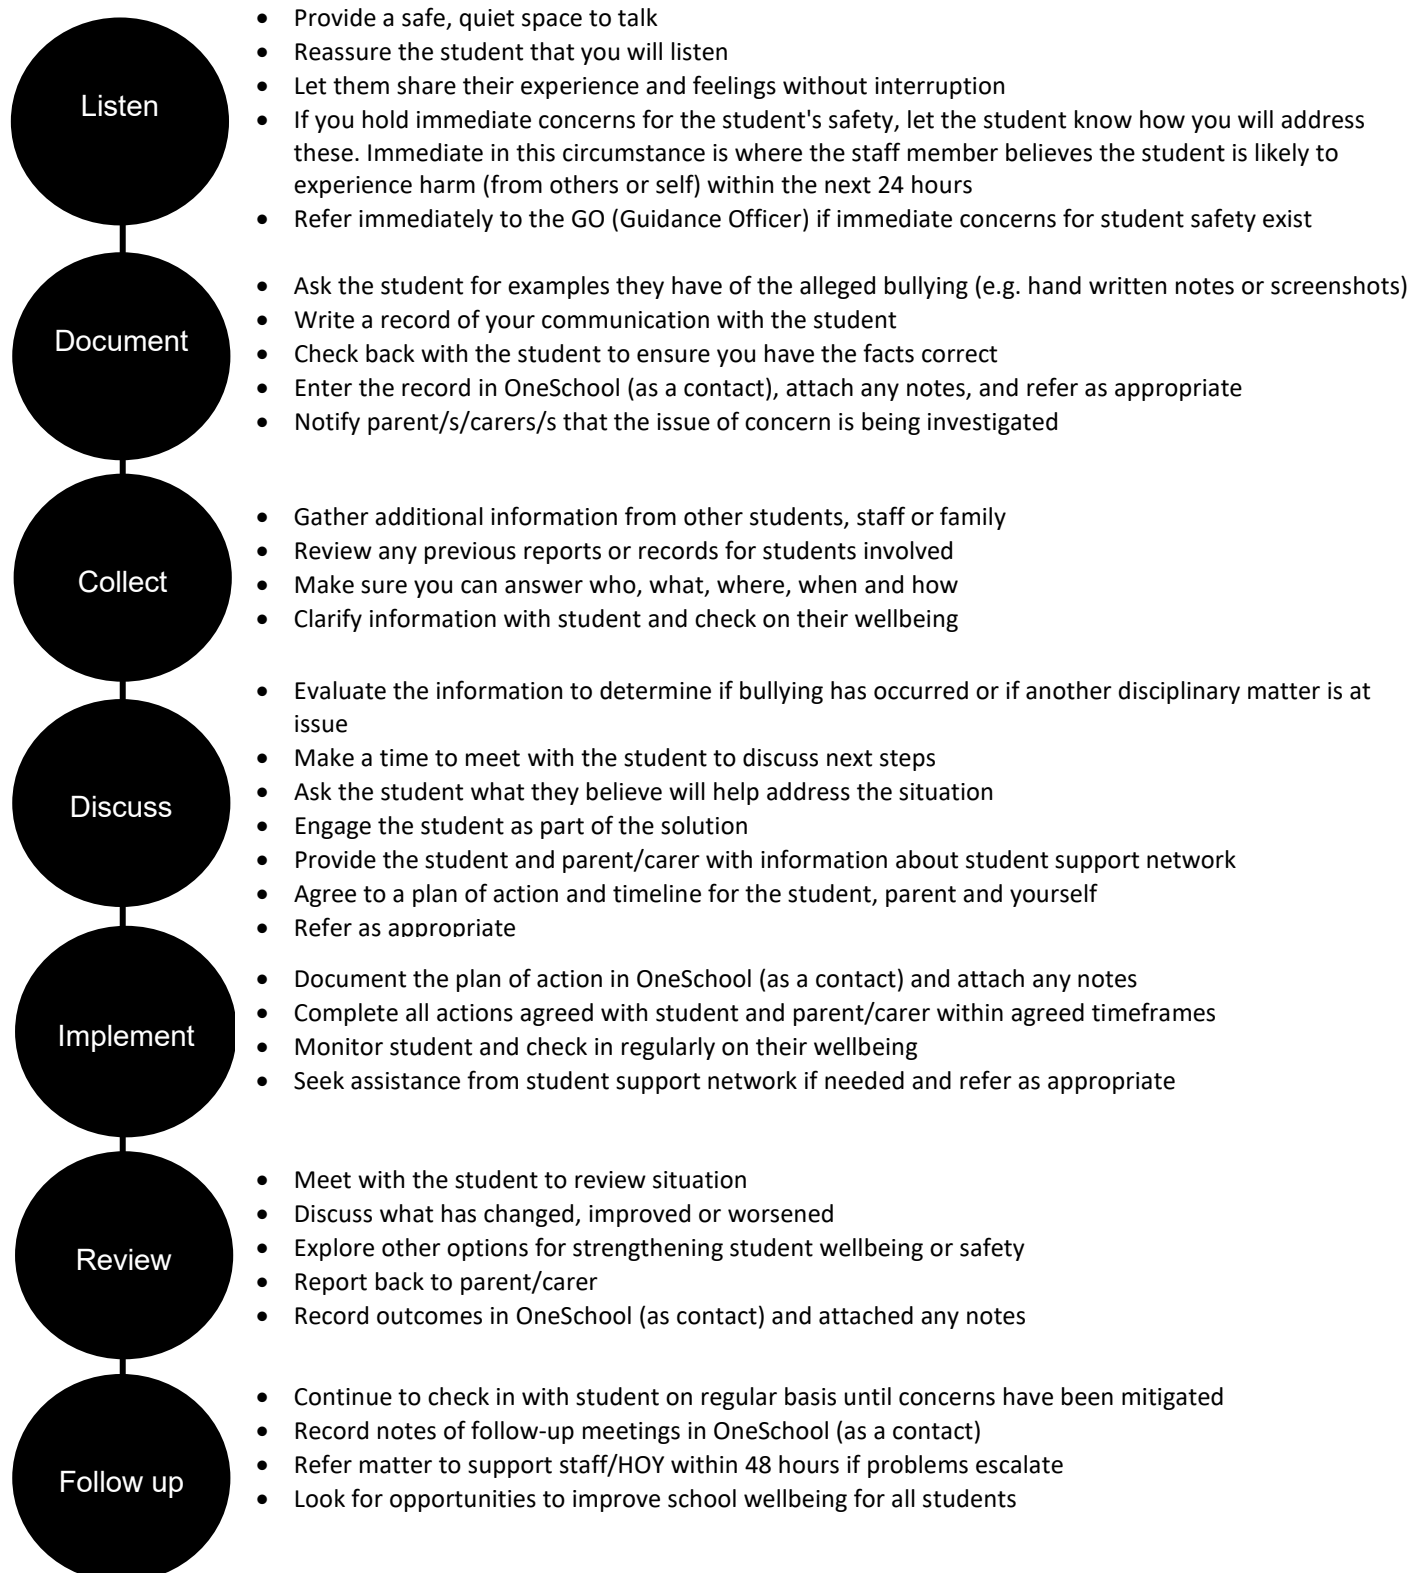 Listen
• Provide a safe, quiet space to talk
• Reassure the student that you will listen
• Let them share their experience and feelings without interruption
• If you hold immediate concerns for the student's safety, let the student know how you will address
these. Immediate in this circumstance is where the staff member believes the student is likely to
experience harm (from others or self) within the next 24 hours
• Refer immediately to the GO (Guidance Officer) if immediate concerns for student safety exist
Document
• Ask the student for examples they have of the alleged bullying (e.g. hand written notes or screenshots)
• Write a record of your communication with the student
• Check back with the student to ensure you have the facts correct
• Enter the record in OneSchool (as a contact), attach any notes, and refer as appropriate
• Notify parent/s/carers/s that the issue of concern is being investigated
Collect
• Gather additional information from other students, staff or family
• Review any previous reports or records for students involved
• Make sure you can answer who, what, where, when and how
• Clarify information with student and check on their wellbeing
Discuss
• Evaluate the information to determine if bullying has occurred or if another disciplinary matter is at
issue
• Make a time to meet with the student to discuss next steps
• Ask the student what they believe will help address the situation
• Engage the student as part of the solution
• Provide the student and parent/carer with information about student support network
• Agree to a plan of action and timeline for the student, parent and yourself
• Refer as appropriate
Implement
• Document the plan of action in OneSchool (as a contact) and attach any notes
• Complete all actions agreed with student and parent/carer within agreed timeframes
• Monitor student and check in regularly on their wellbeing
• Seek assistance from student support network if needed and refer as appropriate
Review
• Meet with the student to review situation
• Discuss what has changed, improved or worsened
• Explore other options for strengthening student wellbeing or safety
• Report back to parent/carer
• Record outcomes in OneSchool (as contact) and attached any notes
Follow up
• Continue to check in with student on regular basis until concerns have been mitigated
• Record notes of follow-up meetings in OneSchool (as a contact)
• Refer matter to support staff/HOY within 48 hours if problems escalate
• Look for opportunities to improve school wellbeing for all students